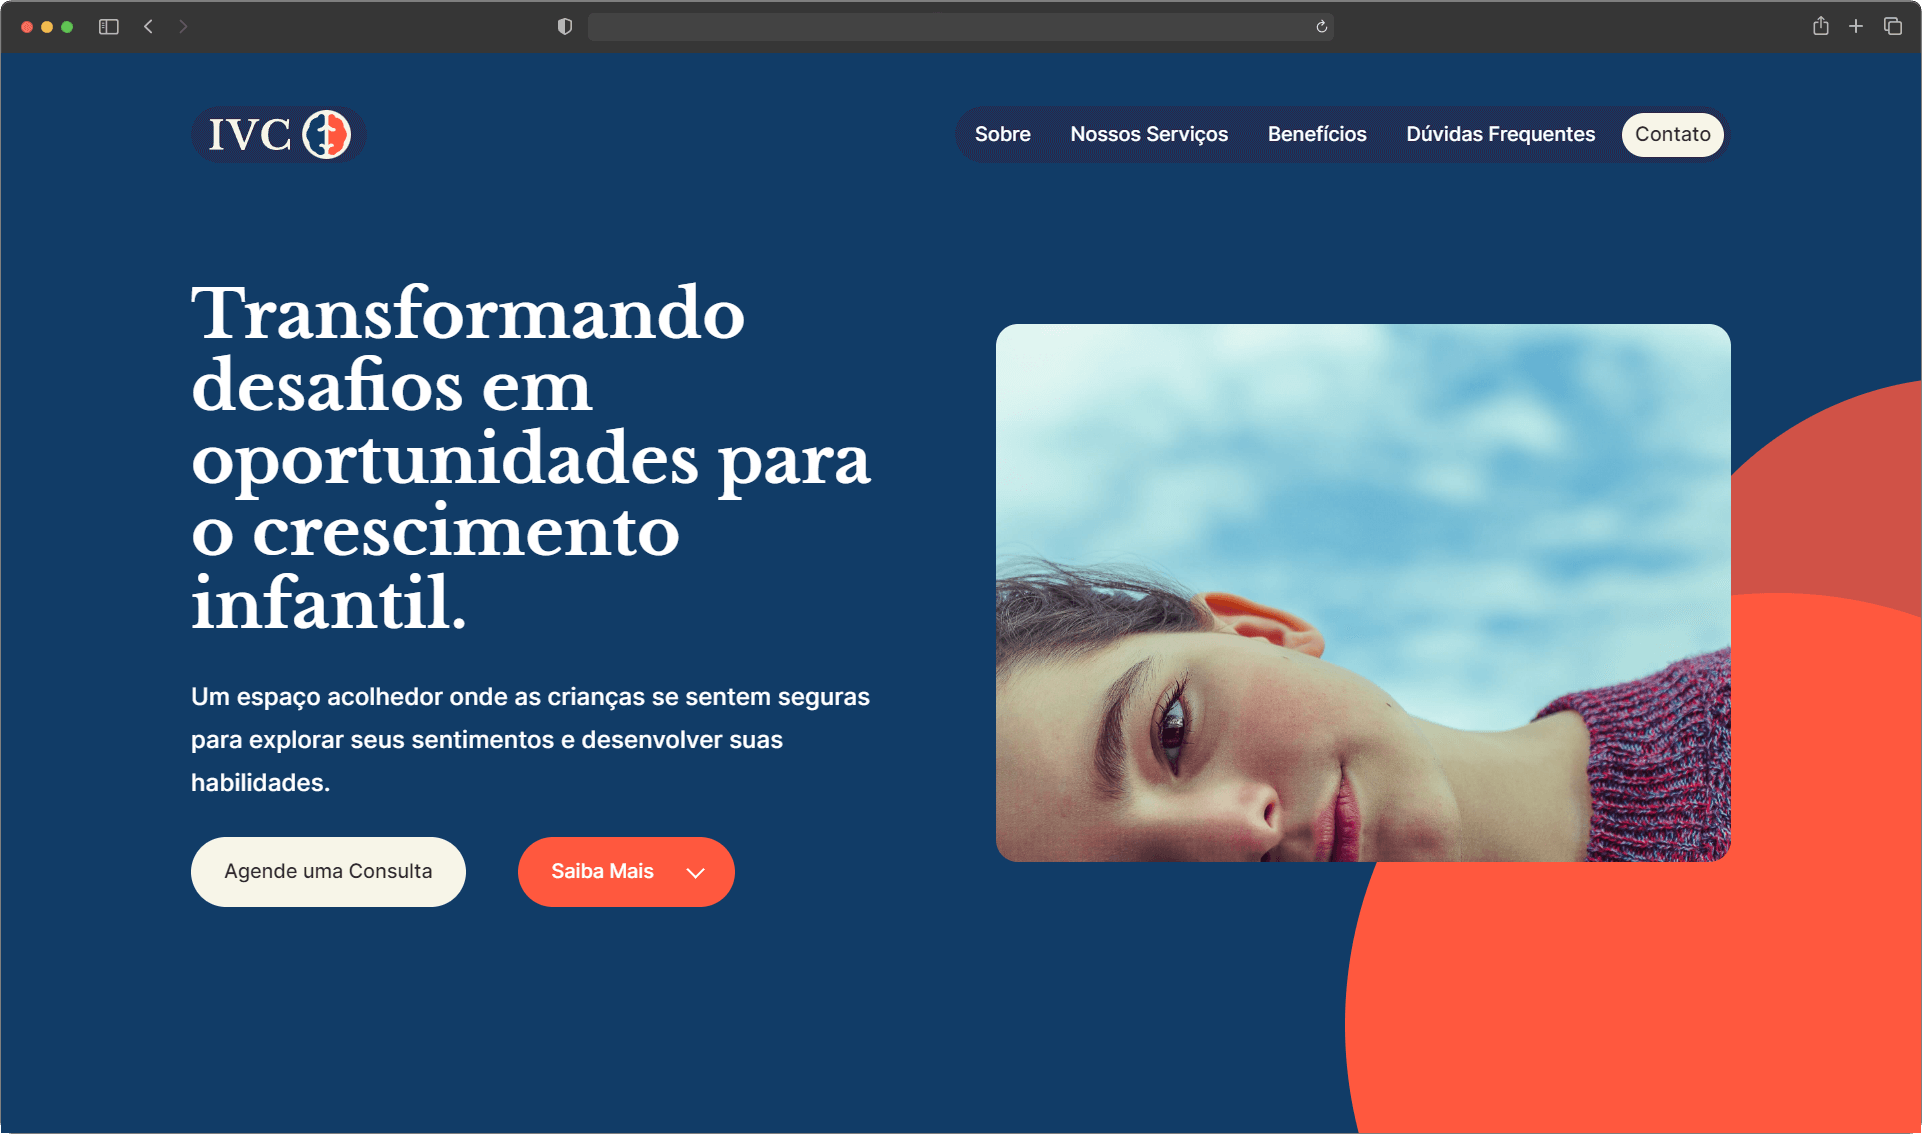 IVC
Sobre Nossos Serviços Benefícios Dúvidas Frequentes Contato
Transformando
desafios em
oportunidades para
o crescimento
infantil.
Um espaço acolhedor onde as crianças se sentem seguras
para explorar seus sentimentos e desenvolver suas
habilidades.
Agende uma Consulta
Saiba Mais